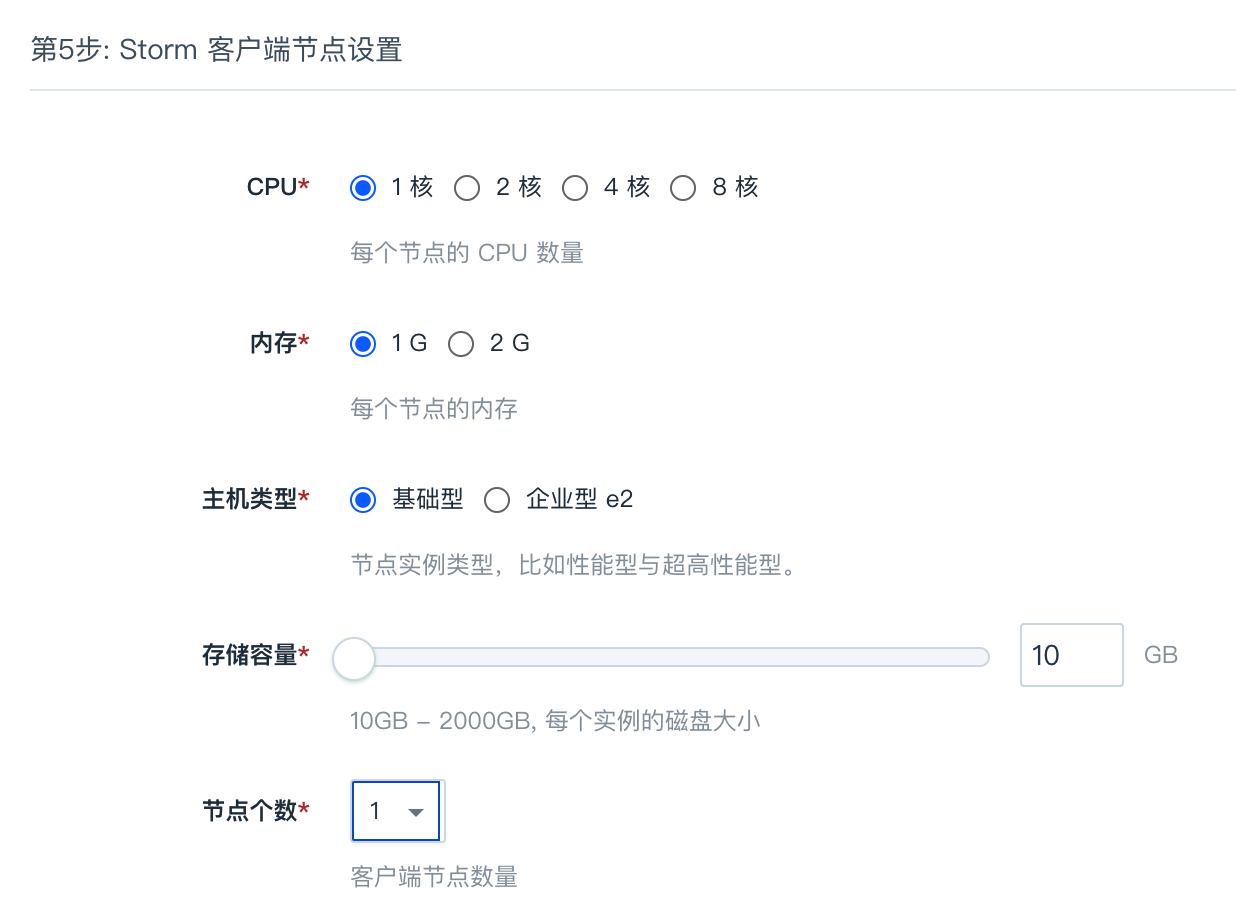 第5步: Storm 客户端节点设置
CPU* 1 核 2 核 4 核 8 核
每个节点的 CPU 数量
内存* 1 G 2 G
每个节点的内存
主机类型* 基础型 企业型 e2
节点实例类型，比如性能型与超高性能型。
存储容量* 10 GB
10GB – 2000GB, 每个实例的磁盘大小
节点个数* 1
客户端节点数量